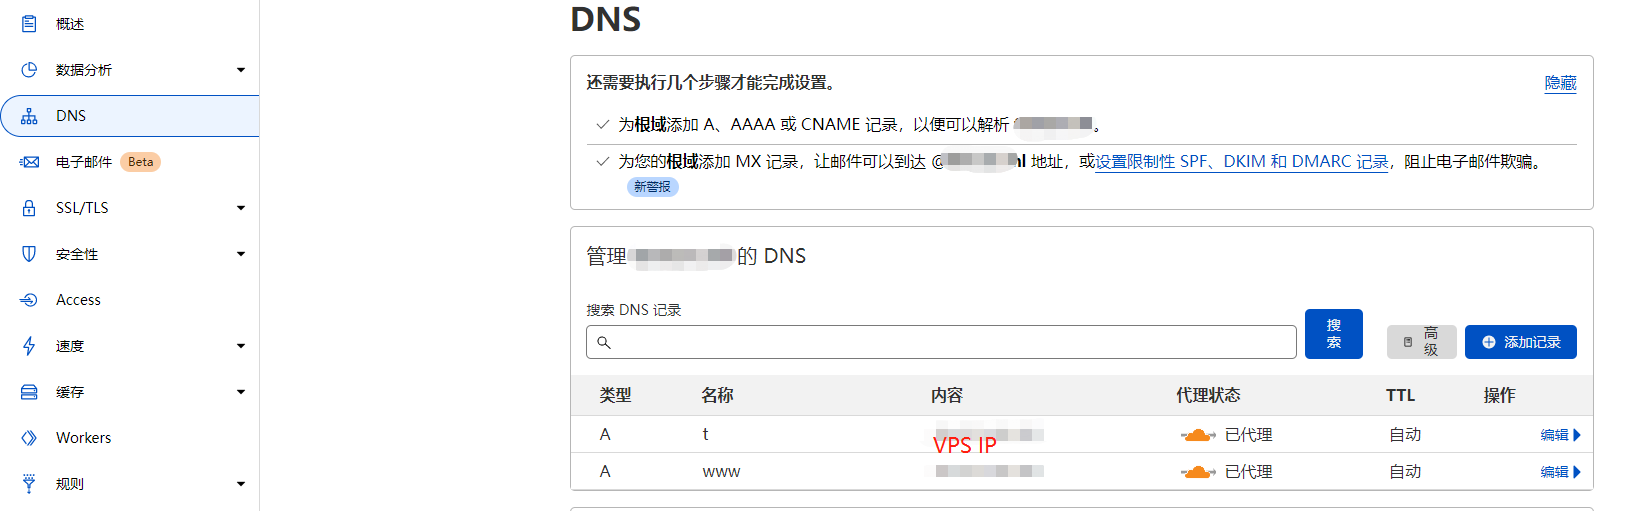 概述
数据分析
DNS
电子邮件 Beta
SSL/TLS
安全性
Access
速度
缓存
Workers
规则
DNS
还需要执行几个步骤才能完成设置。
隐藏
为根域添加 A、AAAA 或 CNAME 记录，以便可以解析 。
为您的根域添加 MX 记录，让邮件可以到达 @ 地址，或设置限制性 SPF、DKIM 和 DMARC 记录，阻止电子邮件欺骗。
新警报
管理 的 DNS
搜索 DNS 记录
搜索
高级
添加记录
类型 名称 内容 代理状态 TTL 操作
A t 已代理 自动 编辑
VPS IP
A www 已代理 自动 编辑